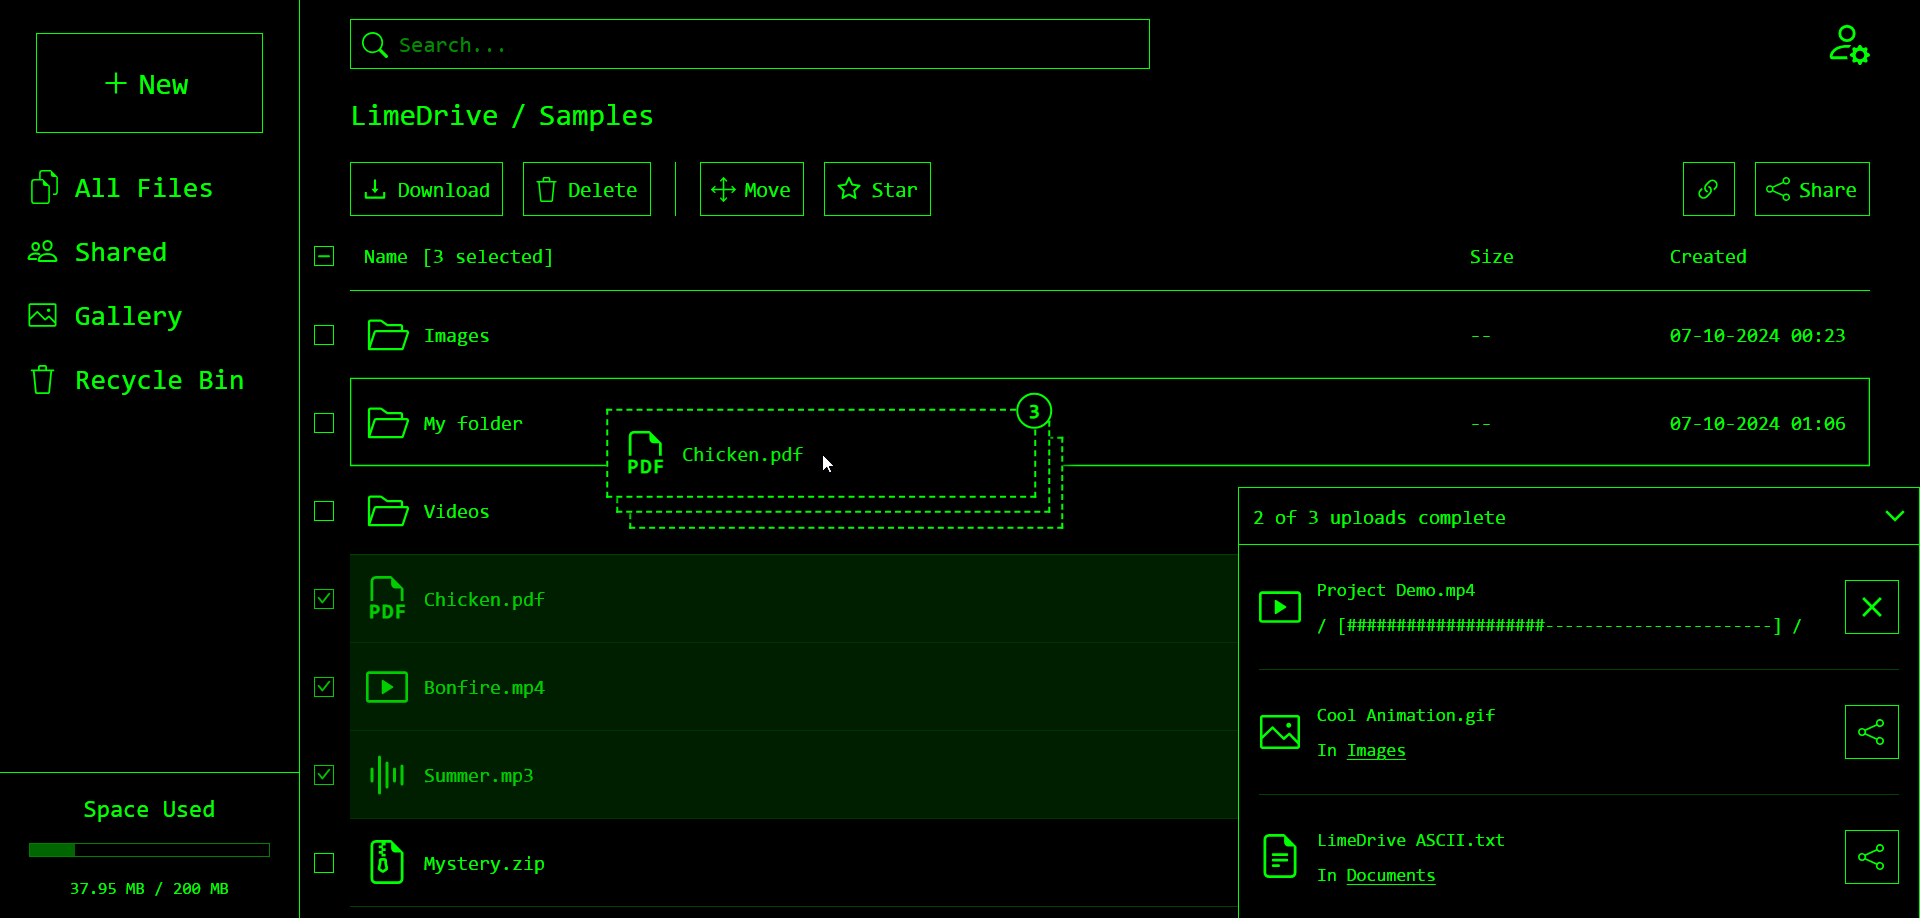 New
All Files
Shared
Gallery
Recycle Bin
Space Used
37.95 MB / 200 MB
Search...
LimeDrive / Samples
Download
Delete
Move
Star
Share
Name [3 selected]
Size
Created
Images
--
07-10-2024 00:23
My folder
--
07-10-2024 01:06
3
PDF
Chicken.pdf
Videos
PDF
Chicken.pdf
Bonfire.mp4
Summer.mp3
Mystery.zip
2 of 3 uploads complete
Project Demo.mp4
/ [####################-----------------------] /
Cool Animation.gif
In Images
LimeDrive ASCII.txt
In Documents